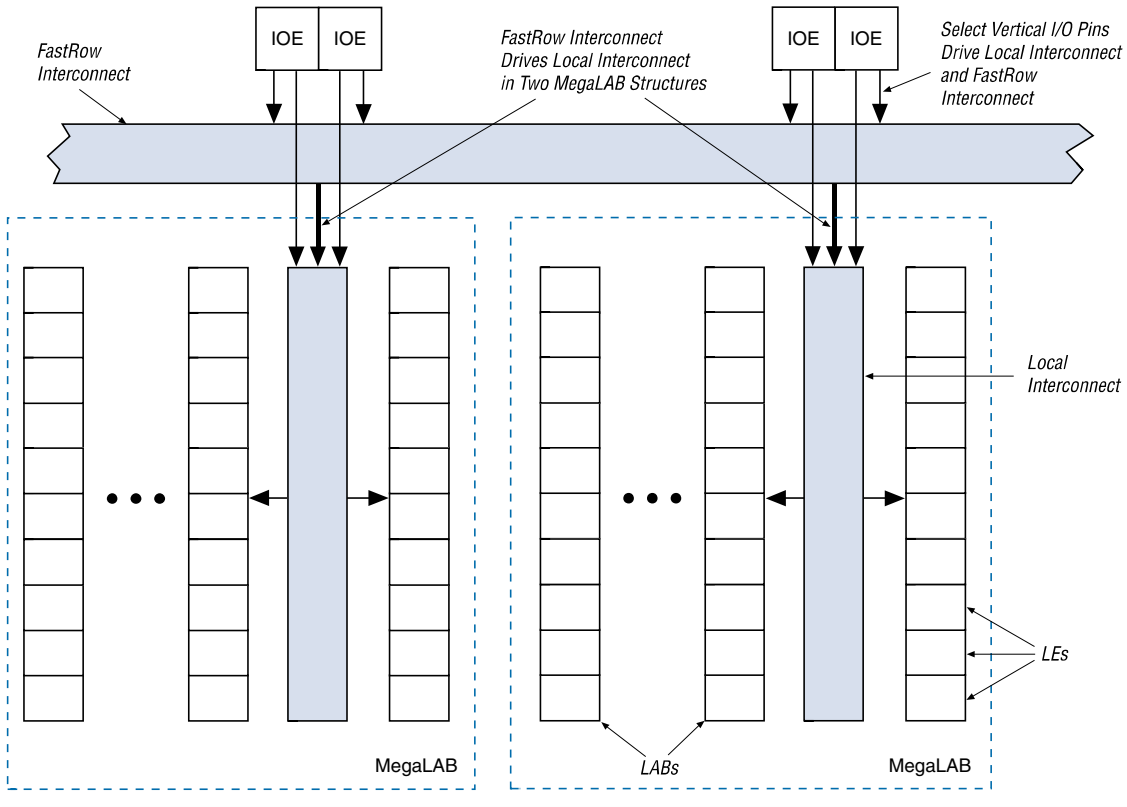 IOE IOE
IOE IOE
FastRow
Interconnect
FastRow Interconnect
Drives Local Interconnect
in Two MegaLAB Structures
Select Vertical I/O Pins
Drive Local Interconnect
and FastRow
Interconnect
Local
Interconnect
LEs
LABs
MegaLAB
MegaLAB